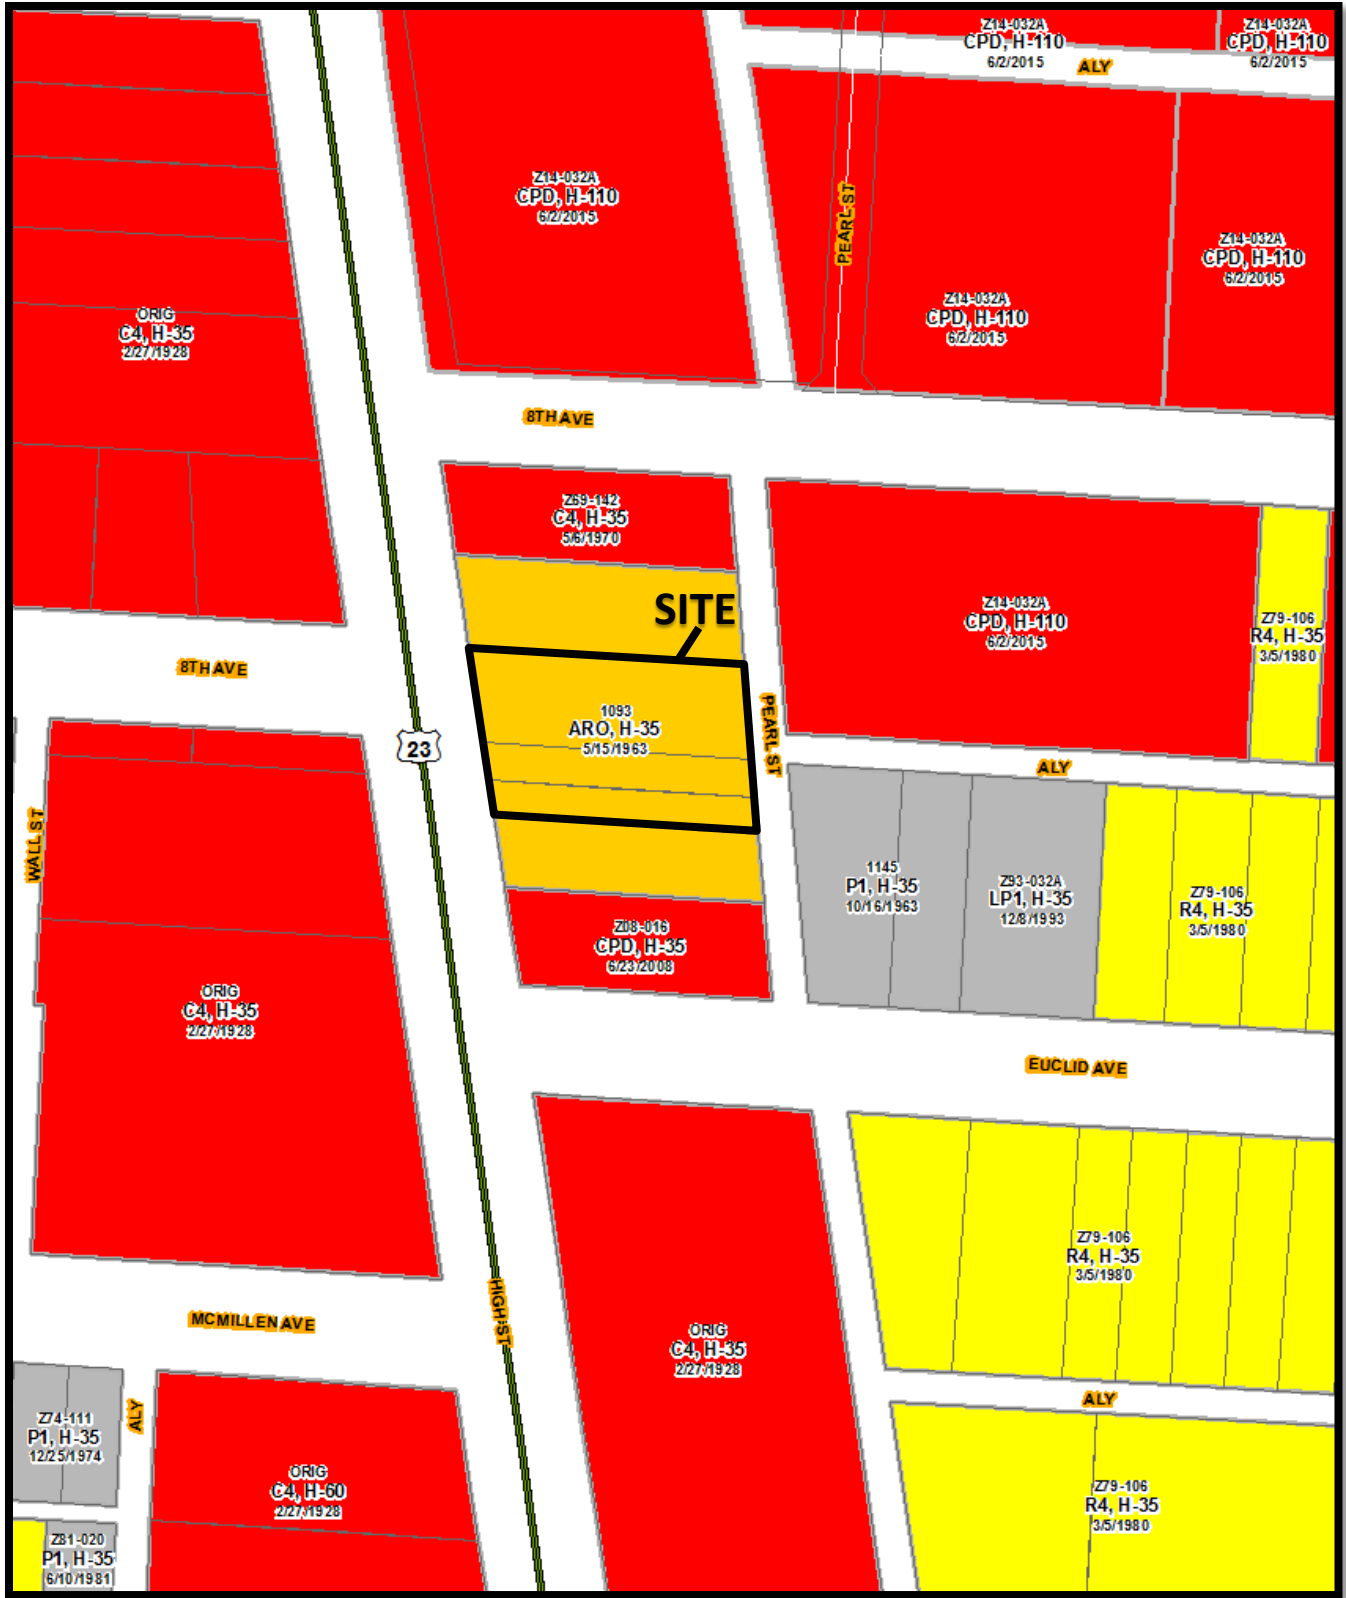 Z14-032A
CPD, H-110
6/2/2015
Z14-032A
CPD, H-110
6/2/2015
ALY
Z14-032A
CPD, H-110
6/2/2015
PEARL ST
Z14-032A
CPD, H-110
6/2/2015
Z14-032A
CPD, H-110
6/2/2015
ORIG
C4, H-35
2/27/1928
8TH AVE
Z69-142
C4, H-35
5/6/1970
SITE
Z14-032A
CPD, H-110
6/2/2015
Z79-106
R4, H-35
3/5/1980
8TH AVE
1093
ARO, H-35
5/15/1963
PEARL ST
23
ALY
WALL ST
1145
P1, H-35
10/16/1963
Z93-032A
LP1, H-35
12/8/1993
Z79-106
R4, H-35
3/5/1980
Z08-016
CPD, H-35
6/23/2008
ORIG
C4, H-35
2/27/1928
EUCLID AVE
Z79-106
R4, H-35
3/5/1980
HIGH ST
MCMILLEN AVE
ORIG
C4, H-35
2/27/1928
ALY
ALY
Z74-111
P1, H-35
12/25/1974
ORIG
C4, H-60
2/27/1928
Z79-106
R4, H-35
3/5/1980
Z81-020
P1, H-35
6/10/1981